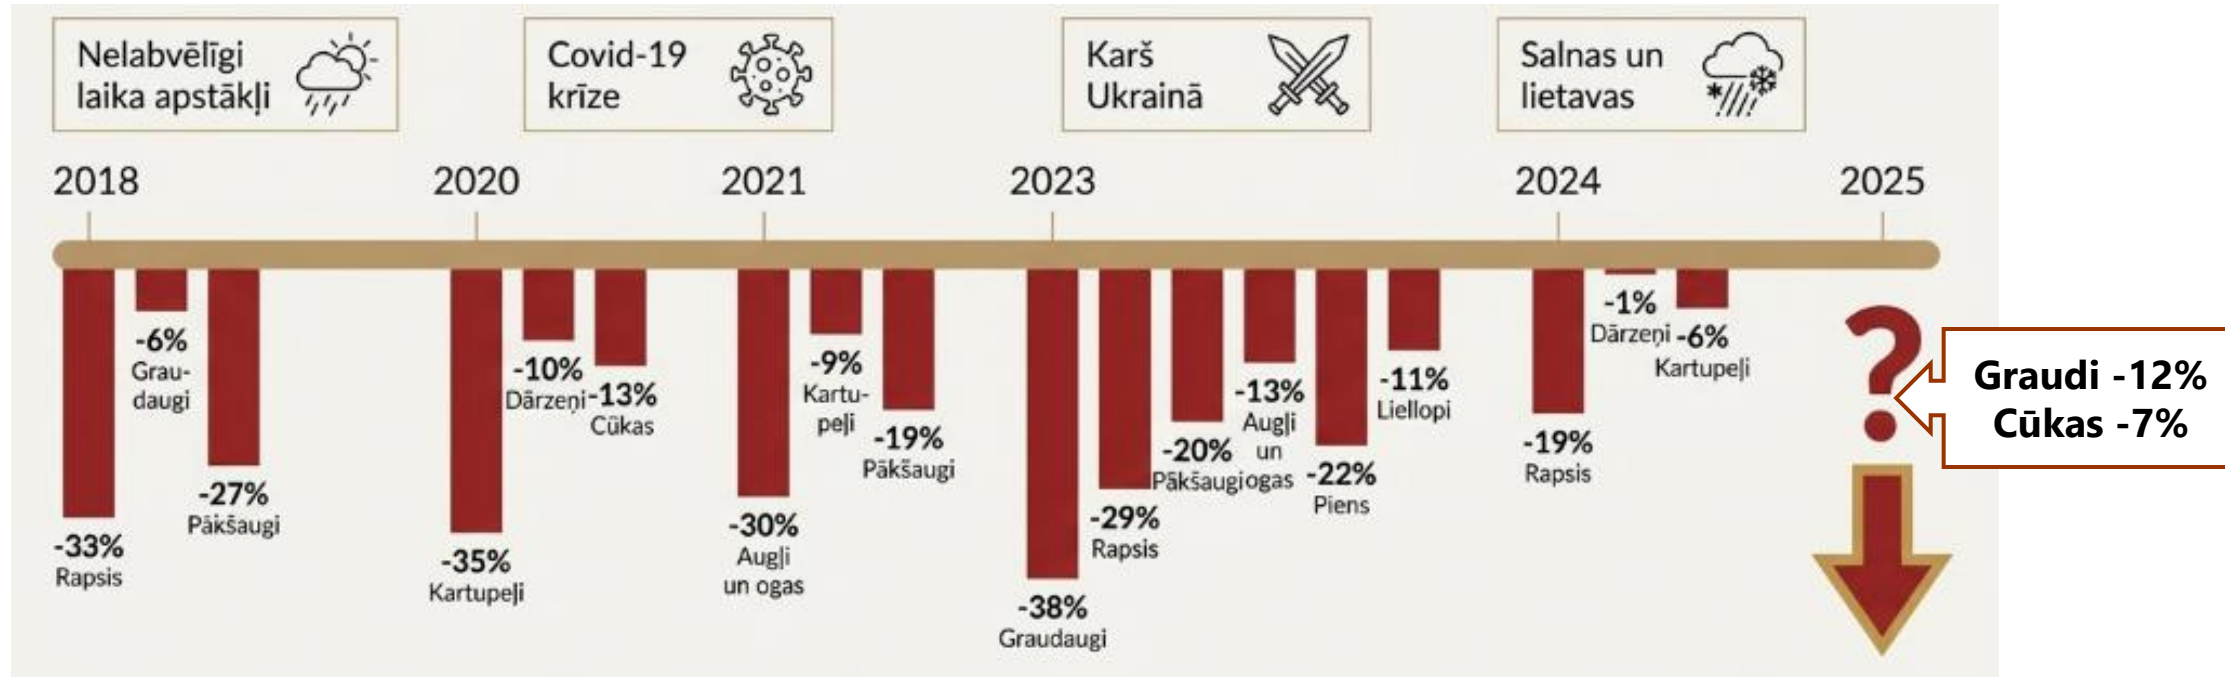 Nelabvēlīgi
laika apstākļi
Covid-19
krīze
Karš
Ukrainā
Salnas un
lietavas
2018
2020
2021
2023
2024
2025
-33%
Rapsis
-6%
Grau-
daugi
-27%
Pākšaugi
-35%
Kartupeļi
-10%
Dārzeņi
-13%
Cūkas
-30%
Augļi
un ogas
-9%
Kartu-
peļi
-19%
Pākšaugi
-38%
Graudaugi
-29%
Rapsis
-20%
Pākšaugi
-13%
Augļi
un
ogas
-22%
Piens
-11%
Liellopi
-19%
Rapsis
-1%
Dārzeņi
-6%
Kartupeļi
?
Graudi -12%
Cūkas -7%